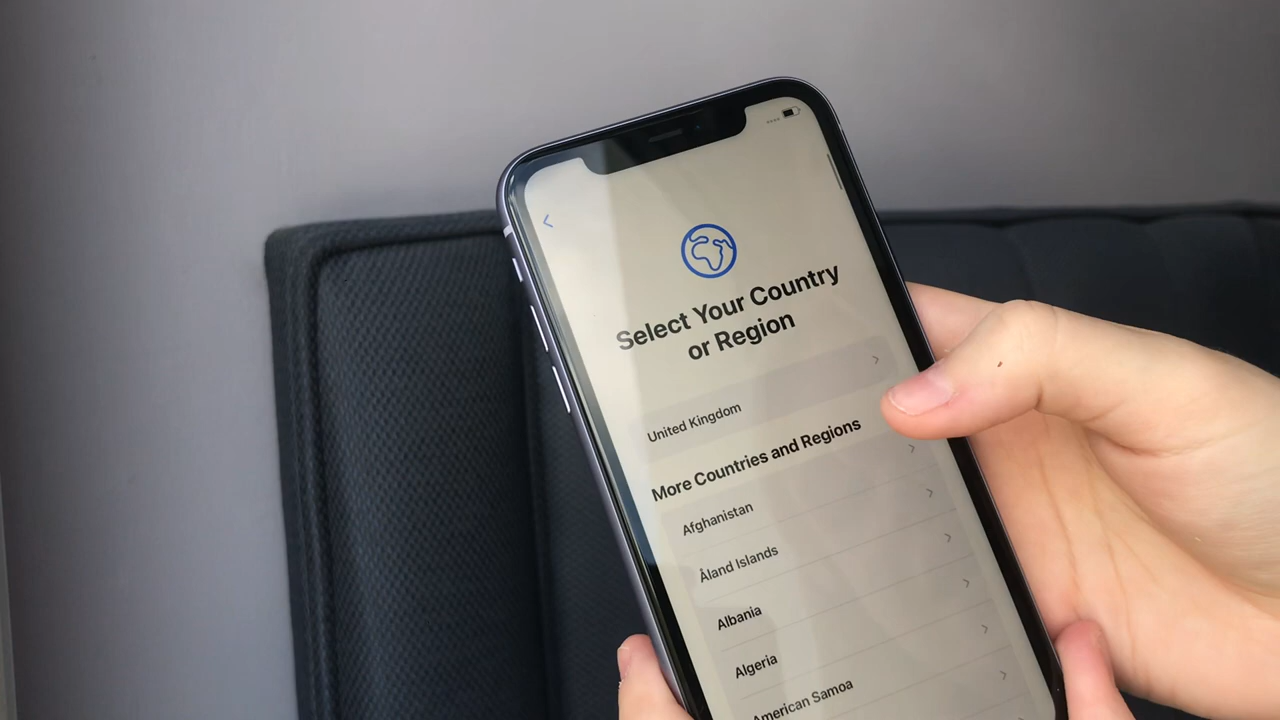 Select Your Country
or Region
United Kingdom
More Countries and Regions
Afghanistan
Åland Islands
Albania
Algeria
American Samoa